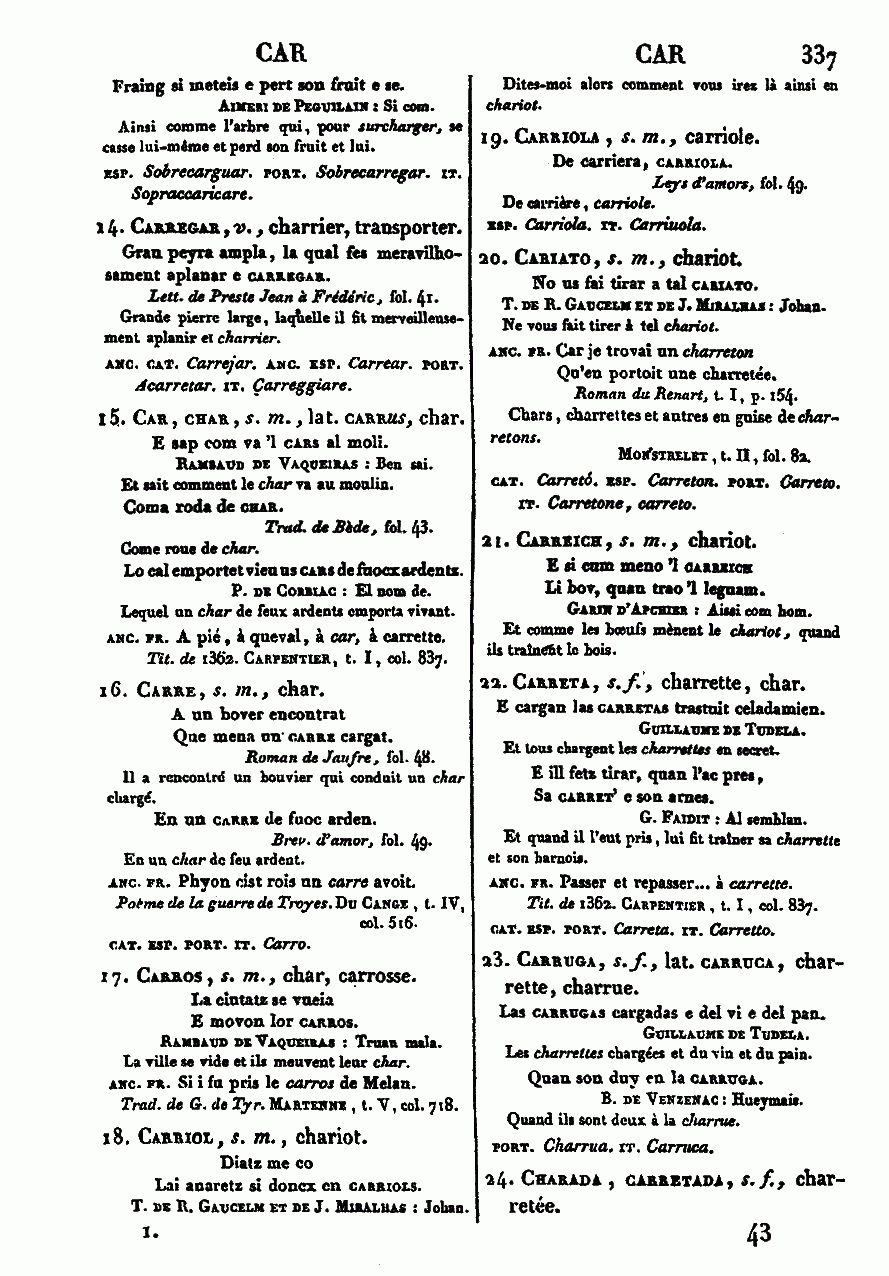 CAR
CAR 337
Fraing si meteis e pert son fruit e se.
AIMERI DE PEGUILAIN : Si com.
Ainsi comme l'arbre qui, pour surcharger, se
casse lui-même et perd son fruit et lui.
ESP. Sobrecarguar. PORT. Sobrecarregar. IT.
Sopraccaricare.
14. CARREGAR, v., charrier, transporter.
Gran peyra ampla, la qual fes meravilho-
sament aplanar e CARREGAR.
Lett. de Preste Jean à Frédéric, fol. 41.
Grande pierre large, laquelle il fit merveilleuse-
ment aplanir et charrier.
ANC. CAT. Carrejar. ANC. ESP. Carrear. PORT.
Acarretar. IT. Carreggiare.
15. CAR, CHAR, s. m., lat. CARRUS, char.
E sap com va 'l CARS al moli.
RAMBAUD DE VAQUEIRAS : Ben sai.
Et sait comment le char va au moulin.
Coma roda de CHAR.
Trad. de Bède, fol. 43.
Come roue de char.
Lo cal emportet vieu us CARS de fuocx ardents.
P. DE CORBIAC : El nom de.
Lequel un char de feux ardents emporta vivant.
ANC. FR. A pié, à queval, à car, à carrette.
Tit. de 1362. CARPENTIER, t. I, col. 837.
16. CARRE, s. m., char.
A un bover encontrat
Que mena un CARRE cargat.
Roman de Jaufre, fol. 48.
Il a rencontré un bouvier qui conduit un char
chargé.
En un CARRE de fuoc arden.
Brev. d'amor, fol. 49.
En un char de feu ardent.
ANC. FR. Phyon cist rois un carre avoit.
Poëme de la guarre de Troyes. DU CANGE, t. IV,
col. 516.
CAT. ESP. PORT. IT. Carro.
17. CARROS, s. m., char, carrosse.
La ciutatz se vueia
E movon lor CARROS.
RAMBAUD DE VAQUEIRAS : Truan mala.
La ville se vide et ils meuvent leur char.
ANC. FR. Si i fu pris le carros de Melan.
Trad. de G. de Tyr. MARTENNE, t. V, col. 718.
18. CARRIOL, s. m., chariot.
Diatz me co
Lai anaretz si doncx en CARRIOLS.
T. DE R. GAUCELM ET DE J. MIRALHAS : Johan.
I.
Dites-moi alors comment vous irez là ainsi en
chariot.
19. CARRIOLA, s. m., carriole.
De carriera, CARRIOLA.
Leys d'amors, fol. 49.
De carrière, carriole.
ESP. Carriola. IT. Carriuola.
20. CARIATO, s. m., chariot.
No us fai tirar a tal CARIATO.
T. DE R. GAUCELM ET DE J. MIRALHAS : Johan.
Ne vous fait tirer à tel chariot.
ANC. FR. Car je trovai un charreton
Qu'en portoit une charretée.
Roman du Renart, t. I, p. 154.
Chars, charrettes et autres en guise de char-
retons.
MONSTRELET, t. II, fol. 82.
CAT. Carretó. ESP. Carreton. PORT. Carreto.
IT. Carretone, carreto.
21. CARREICH, s. m., chariot.
E si cum meno 'l CARREICH
Li bov, quan trao 'l legnam.
GARIN D'APCHIER : Aissi com hom.
Et comme les bœufs mènent le chariot, quand
ils traînent le bois.
22. CARRETA, s. f., charrette, char.
E cargan las CARRETAS trastuit celadamien.
GUILLAUME DE TUDELA.
Et tous chargent les charrettes en secret.
E ill fetz tirar, quan l'ac pres,
Sa CARRET' e son arnes.
G. FAIDIT : Al semblan.
Et quand il l'eut pris, lui fit traîner sa charrette
et son harnois.
ANC. FR. Passer et repasser... à carrette.
Tit. de 1362. CARPENTIER, t. I, col. 837.
CAT. ESP. PORT. Carreta. IT. Carretto.
23. CARRUGA, s. f., lat. CARRUCA, char-
rette, charrue.
Las CARRUGAS cargadas e del vi e del pan.
GUILLAUME DE TUDELA.
Les charrettes chargées et du vin et du pain.
Quan son duy en la CARRUGA.
B. DE VENZENAC : Hueymais.
Quand ils sont deux à la charrue.
PORT. Charrua. IT. Carruca.
24. CHARADA, CARRETADA, s. f., char-
retée.
43